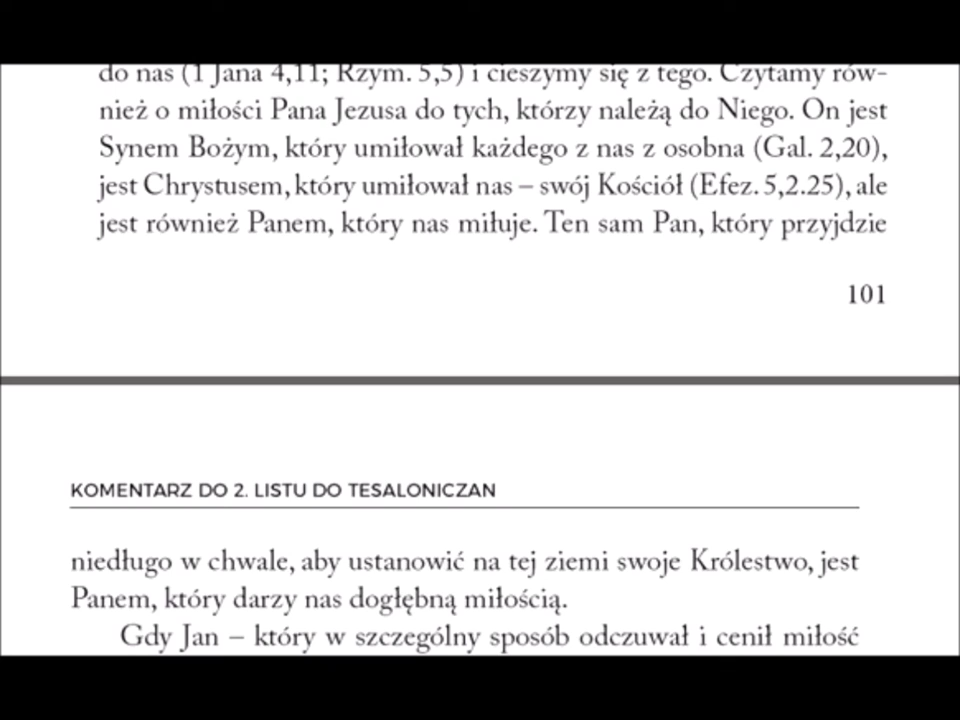 do nas (1 Jana 4,11; Rzym. 5,5) i cieszymy się z tego. Czytamy rów-
nież o miłości Pana Jezusa do tych, którzy należą do Niego. On jest
Synem Bożym, który umiłował każdego z nas z osobna (Gal. 2,20),
jest Chrystusem, który umiłował nas – swój Kościół (Efez. 5,2.25), ale
jest również Panem, który nas miłuje. Ten sam Pan, który przyjdzie
101
KOMENTARZ DO 2. LISTU DO TESALONICZAN
niedługo w chwale, aby ustanowić na tej ziemi swoje Królestwo, jest
Panem, który darzy nas dogłębną miłością.
Gdy Jan – który w szczególny sposób odczuwał i cenił miłość